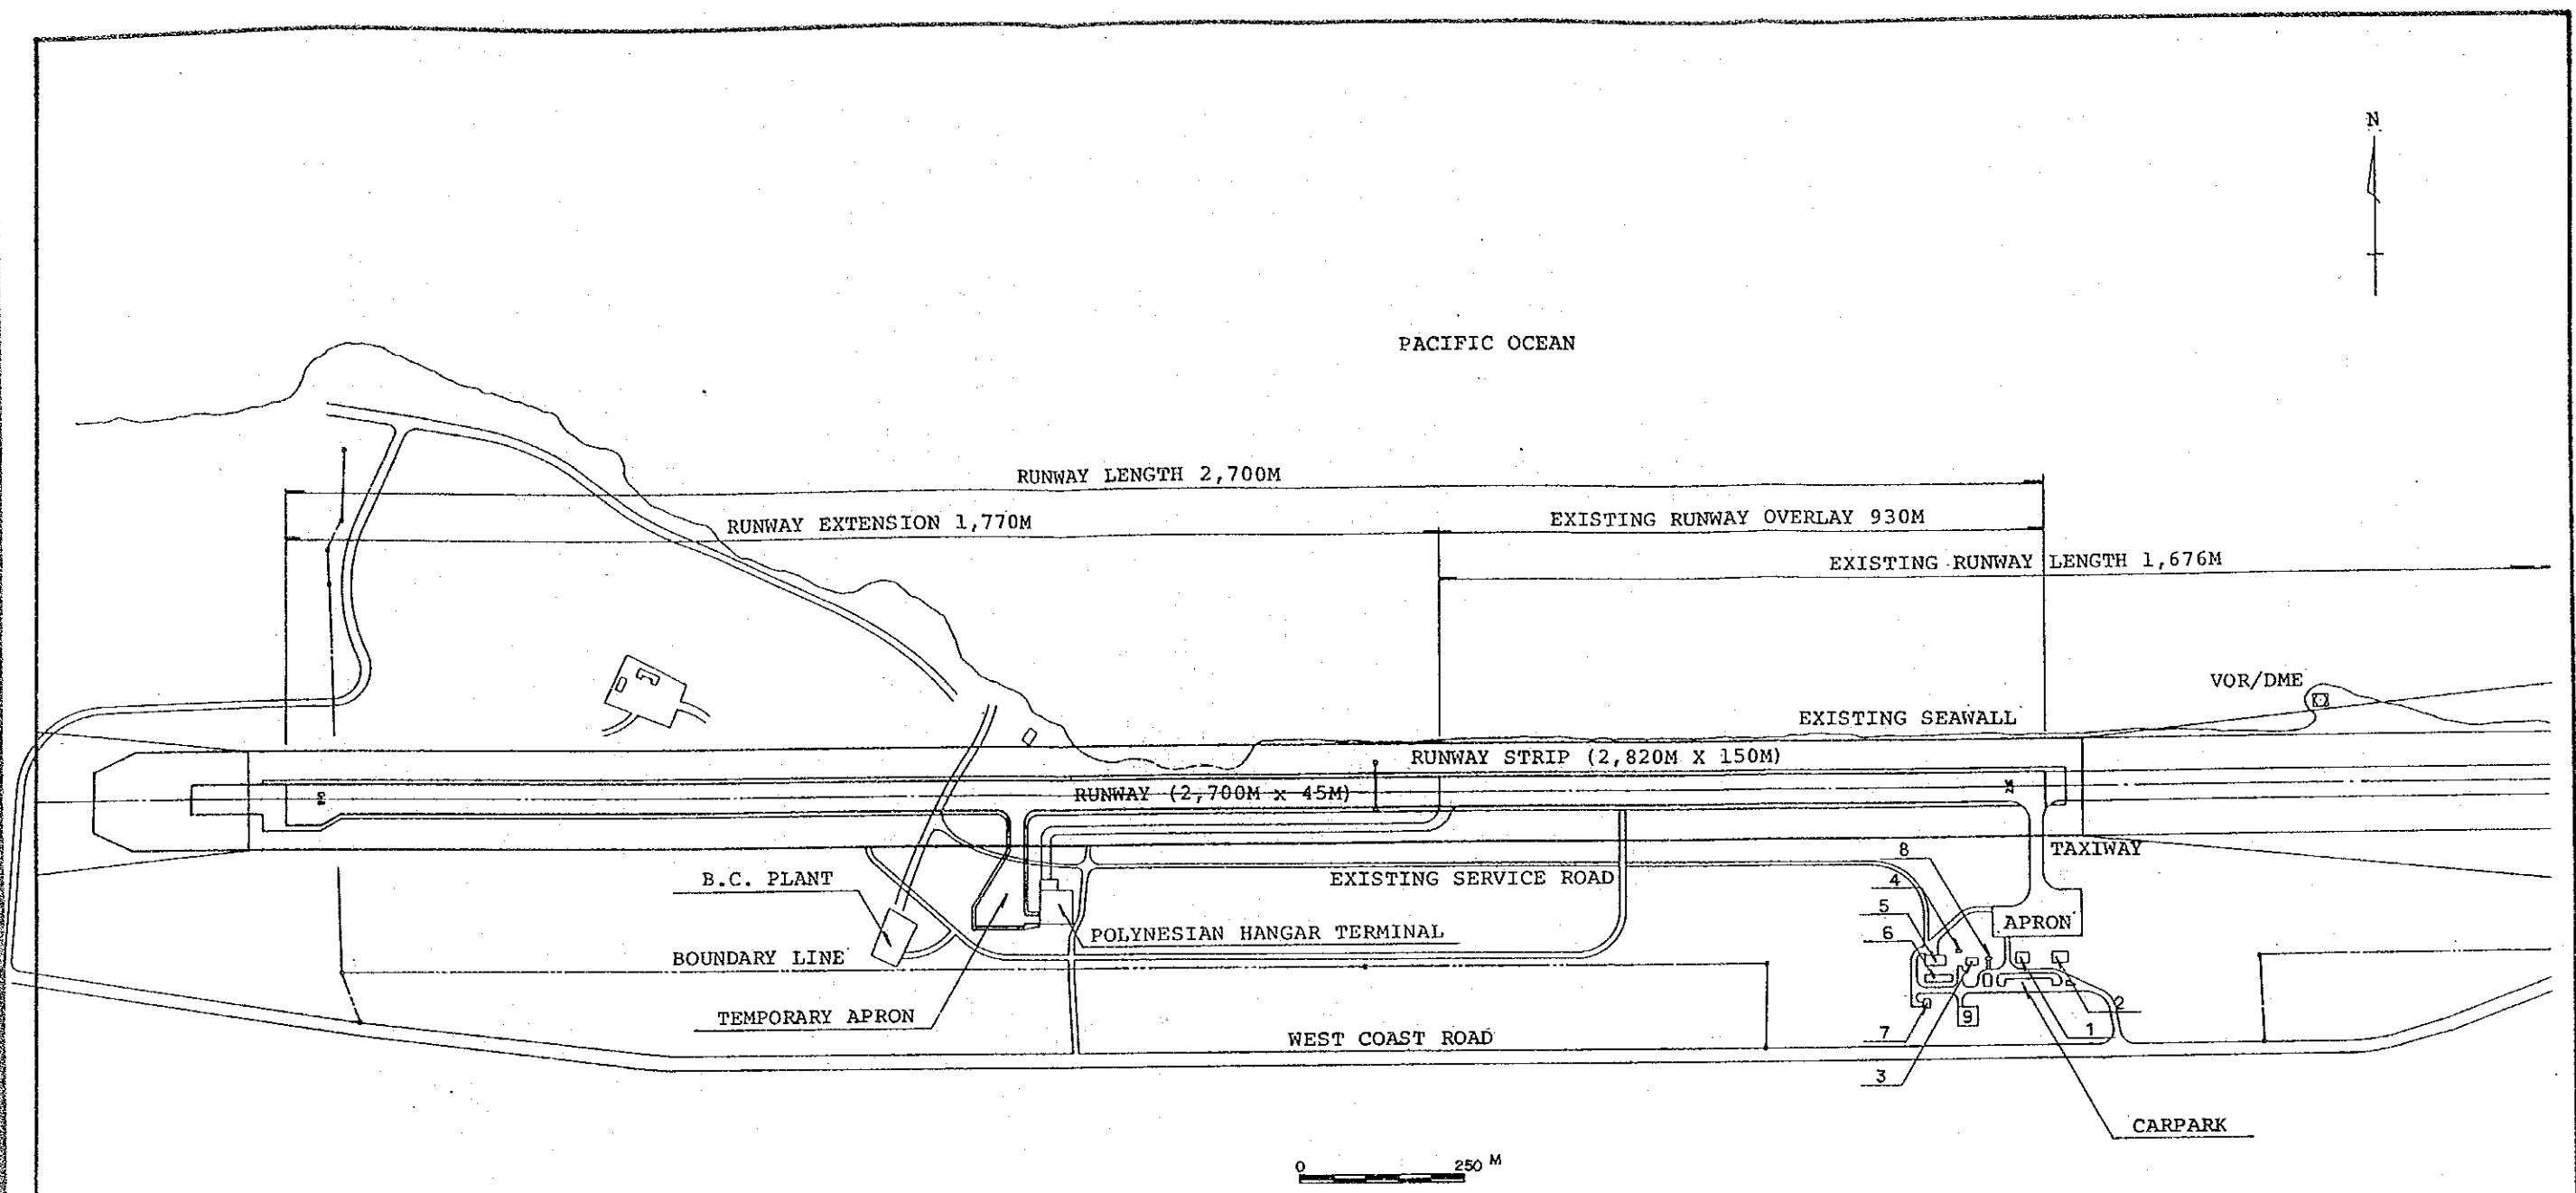 N
PACIFIC OCEAN
RUNWAY LENGTH 2,700M
RUNWAY EXTENSION 1,770M
EXISTING RUNWAY OVERLAY 930M
EXISTING RUNWAY LENGTH 1,676M
VOR/DME
EXISTING SEAWALL
RUNWAY STRIP (2,820M X 150M)
RUNWAY (2,700M x 45M)
TAXIWAY
8
B.C. PLANT
EXISTING SERVICE ROAD
4
5
APRON
6
POLYNESIAN HANGAR TERMINAL
BOUNDARY LINE
TEMPORARY APRON
9
2
7
1
WEST COAST ROAD
3
CARPARK
0 250 M